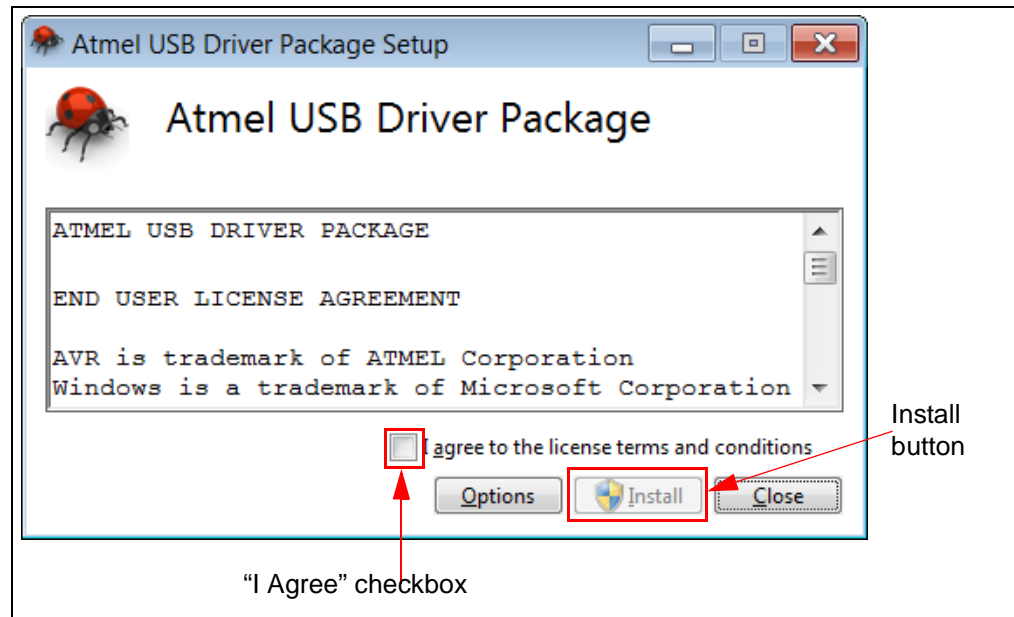 Atmel USB Driver Package Setup
Atmel USB Driver Package
ATMEL USB DRIVER PACKAGE
END USER LICENSE AGREEMENT
AVR is trademark of ATMEL Corporation
Windows is a trademark of Microsoft Corporation
I agree to the license terms and conditions
Options
Install
Close
Install
button
“I Agree” checkbox